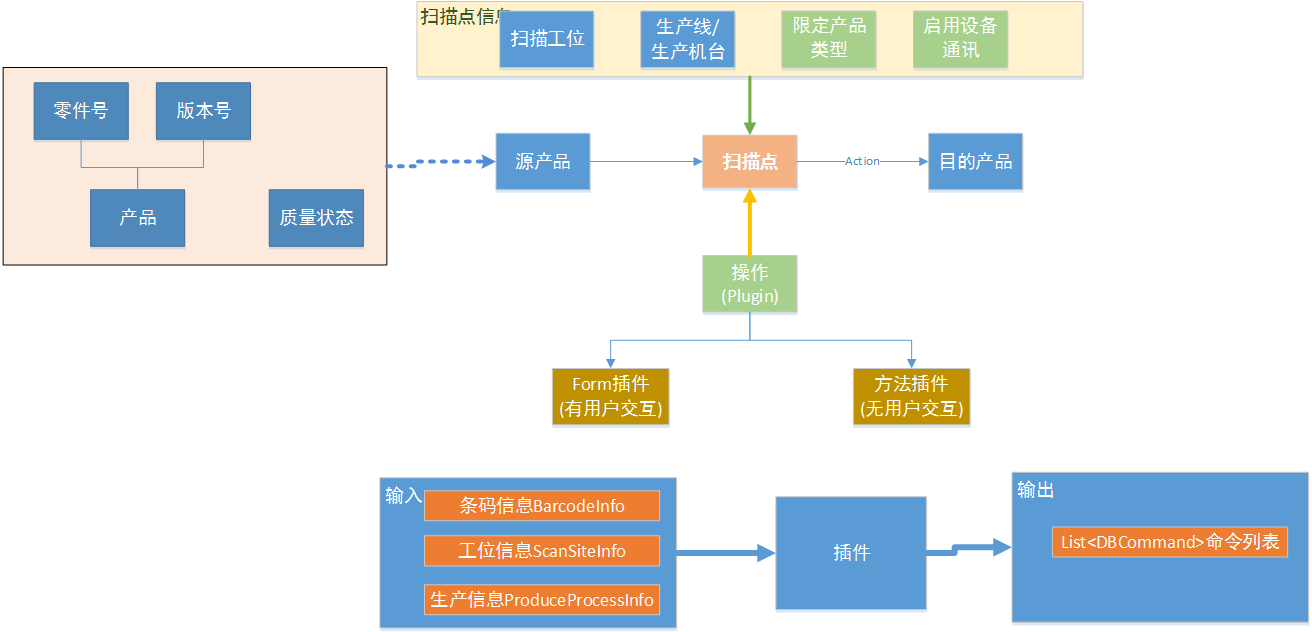 扫描点信息
扫描工位
生产线/
生产机台
限定产品
类型
启用设备
通讯
零件号
版本号
产品
质量状态
源产品
扫描点
Action
目的产品
操作
(Plugin)
Form插件
(有用户交互)
方法插件
(无用户交互)
输入
条码信息BarcodeInfo
工位信息ScanSiteInfo
生产信息ProduceProcessInfo
插件
输出
List<DBCommand>命令列表